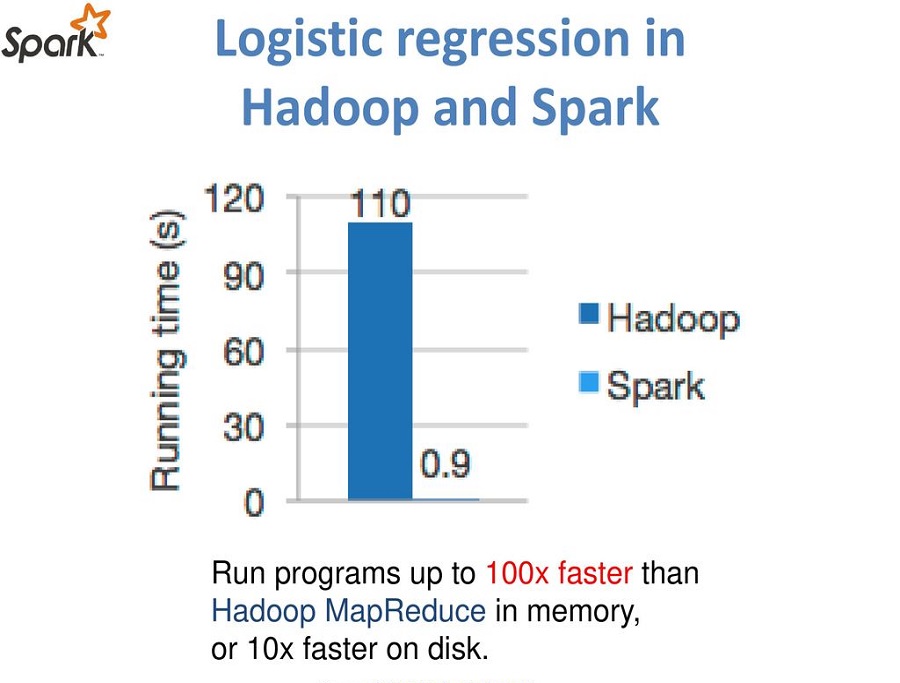 Spark
Logistic regression in
Hadoop and Spark
Running time (s)
120
90
60
30
0
110
0.9
Hadoop
Spark
Run programs up to 100x faster than
Hadoop MapReduce in memory,
or 10x faster on disk.